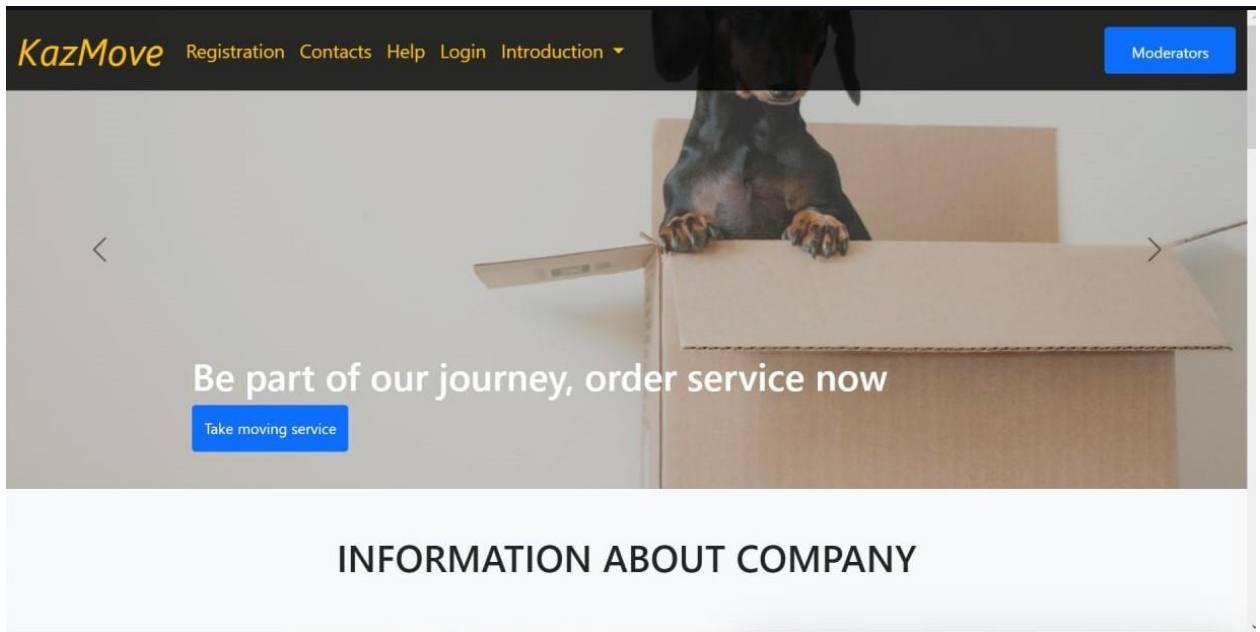 KazMove Registration Contacts Help Login Introduction Moderators
Be part of our journey, order service now
Take moving service
INFORMATION ABOUT COMPANY